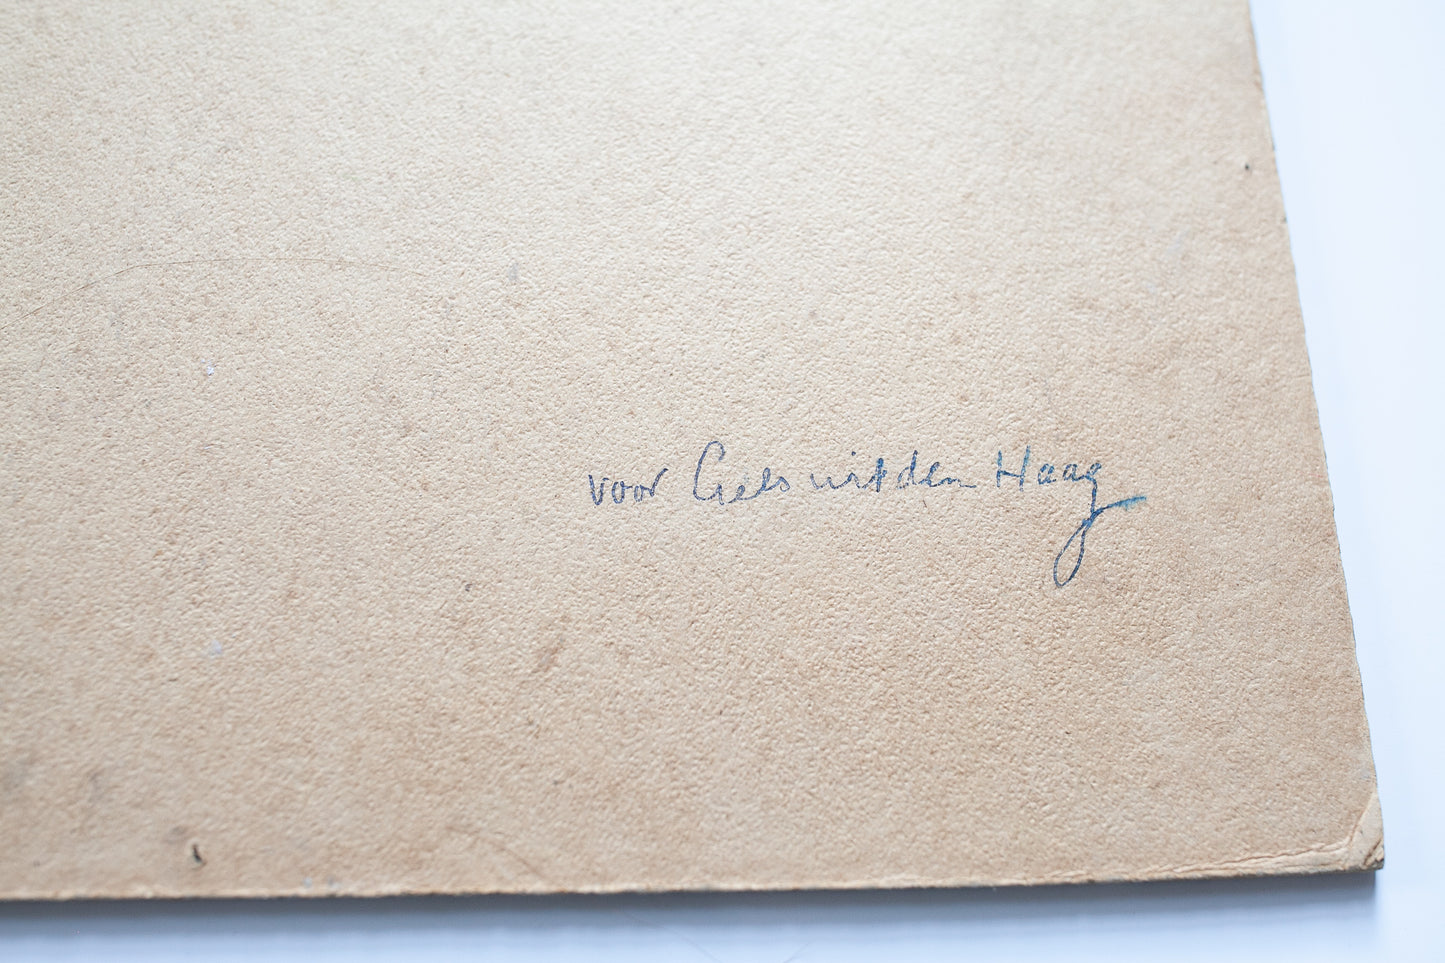 voor Cees uit den Haag